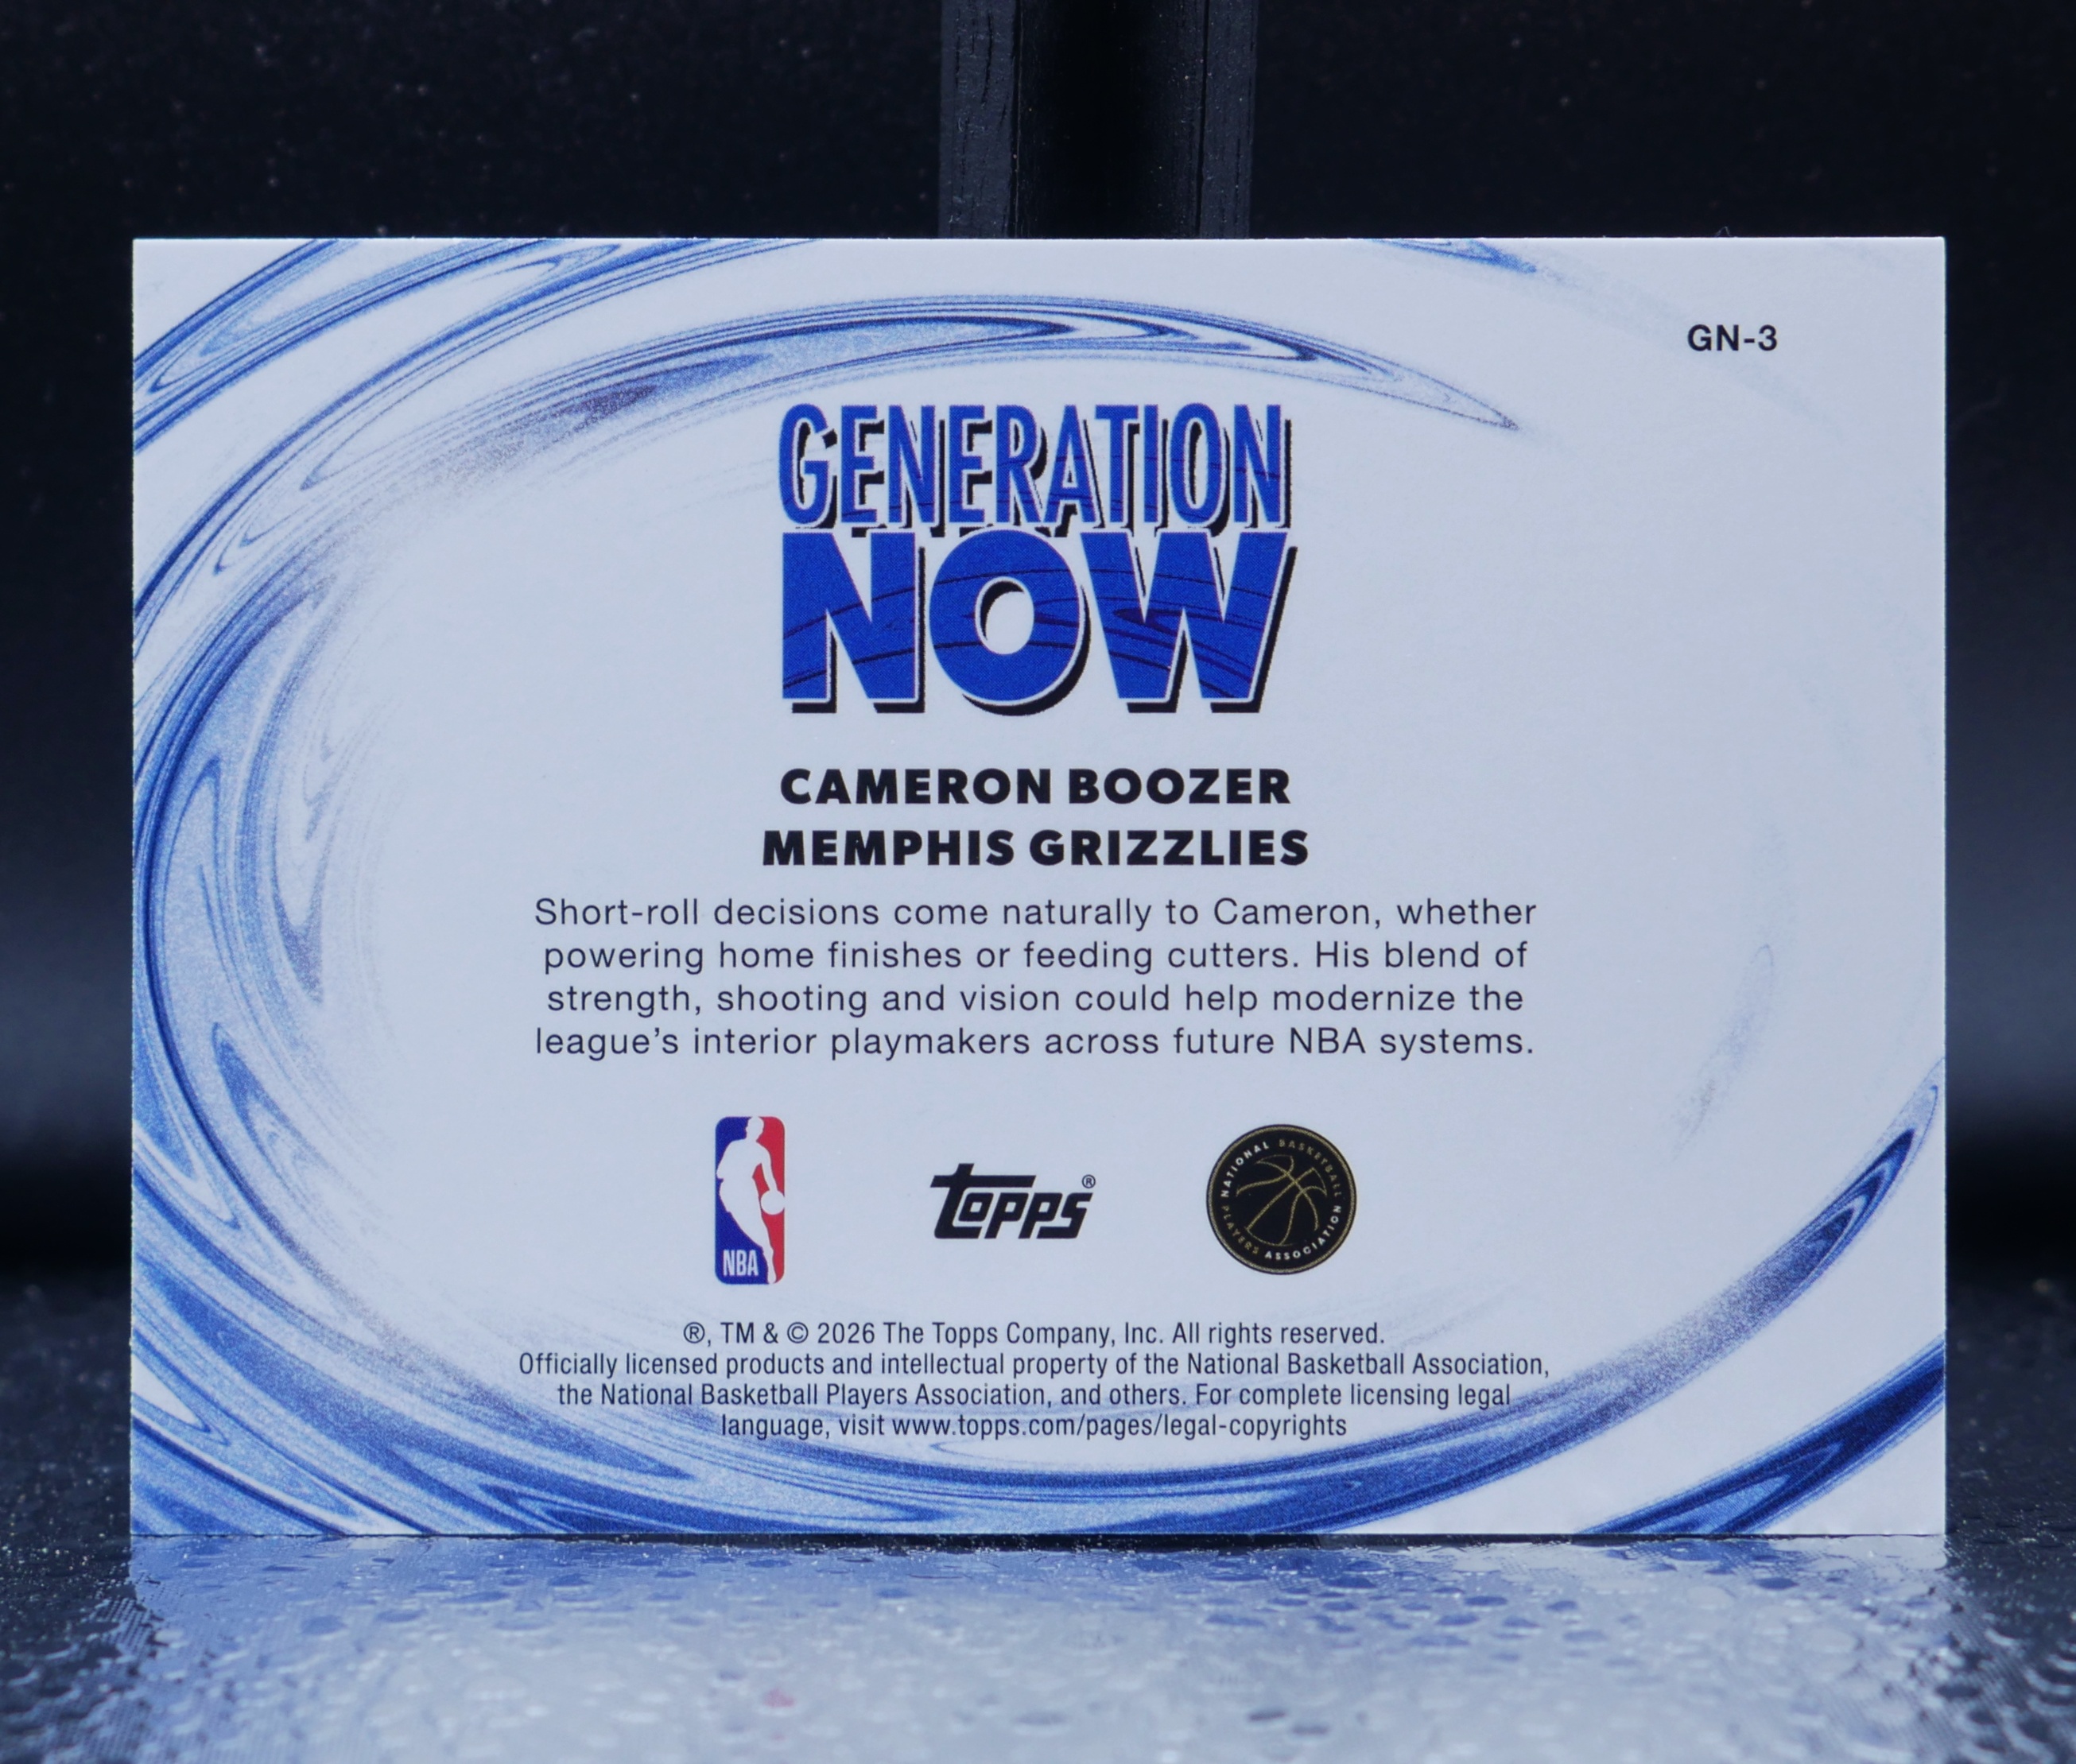 GN-3
GENERATION
NOW
CAMERON BOOZER
MEMPHIS GRIZZLIES
Short-roll decisions come naturally to Cameron, whether
powering home finishes or feeding cutters. His blend of
strength, shooting and vision could help modernize the
league’s interior playmakers across future NBA systems.
NBA
topps®
NATIONAL BASKETBALL
PLAYERS ASSOCIATION
®, TM & © 2026 The Topps Company, Inc. All rights reserved.
Officially licensed products and intellectual property of the National Basketball Association,
the National Basketball Players Association, and others. For complete licensing legal
language, visit www.topps.com/pages/legal-copyrights